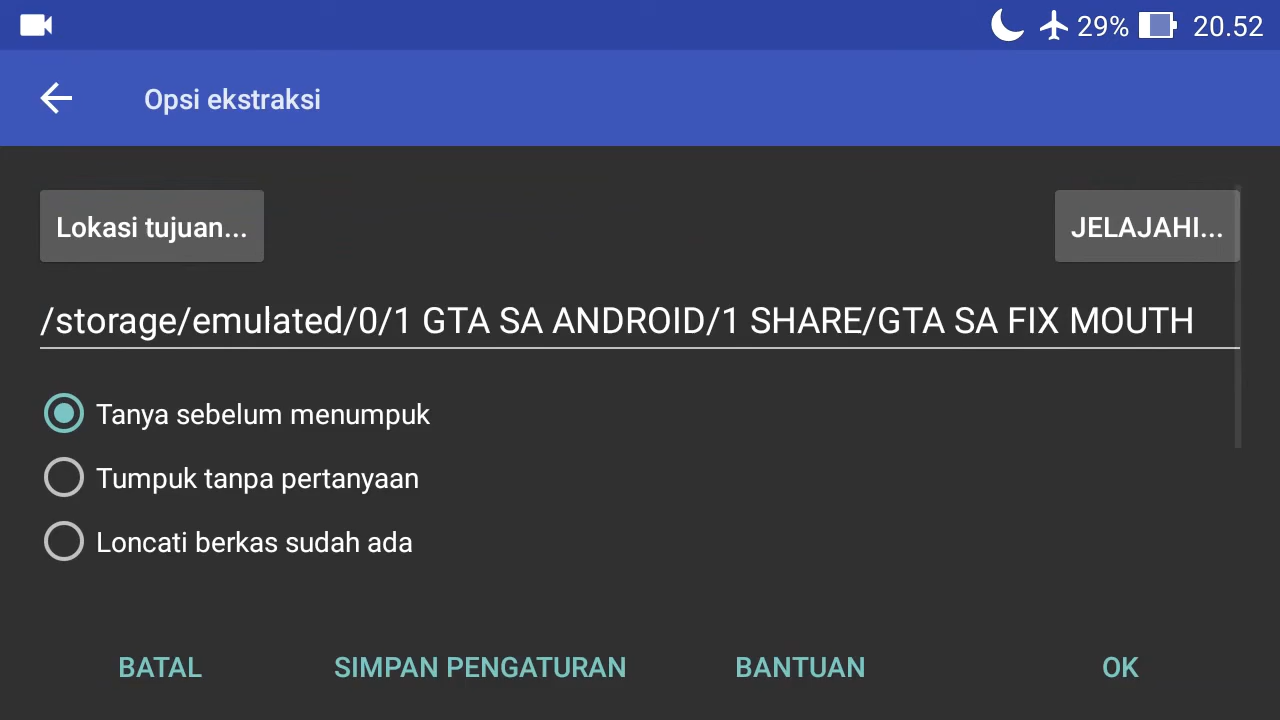 29% 20.52
Opsi ekstraksi
Lokasi tujuan... JELAJAHI...
/storage/emulated/0/1 GTA SA ANDROID/1 SHARE/GTA SA FIX MOUTH
Tanya sebelum menumpuk
Tumpuk tanpa pertanyaan
Loncati berkas sudah ada
BATAL SIMPAN PENGATURAN BANTUAN OK